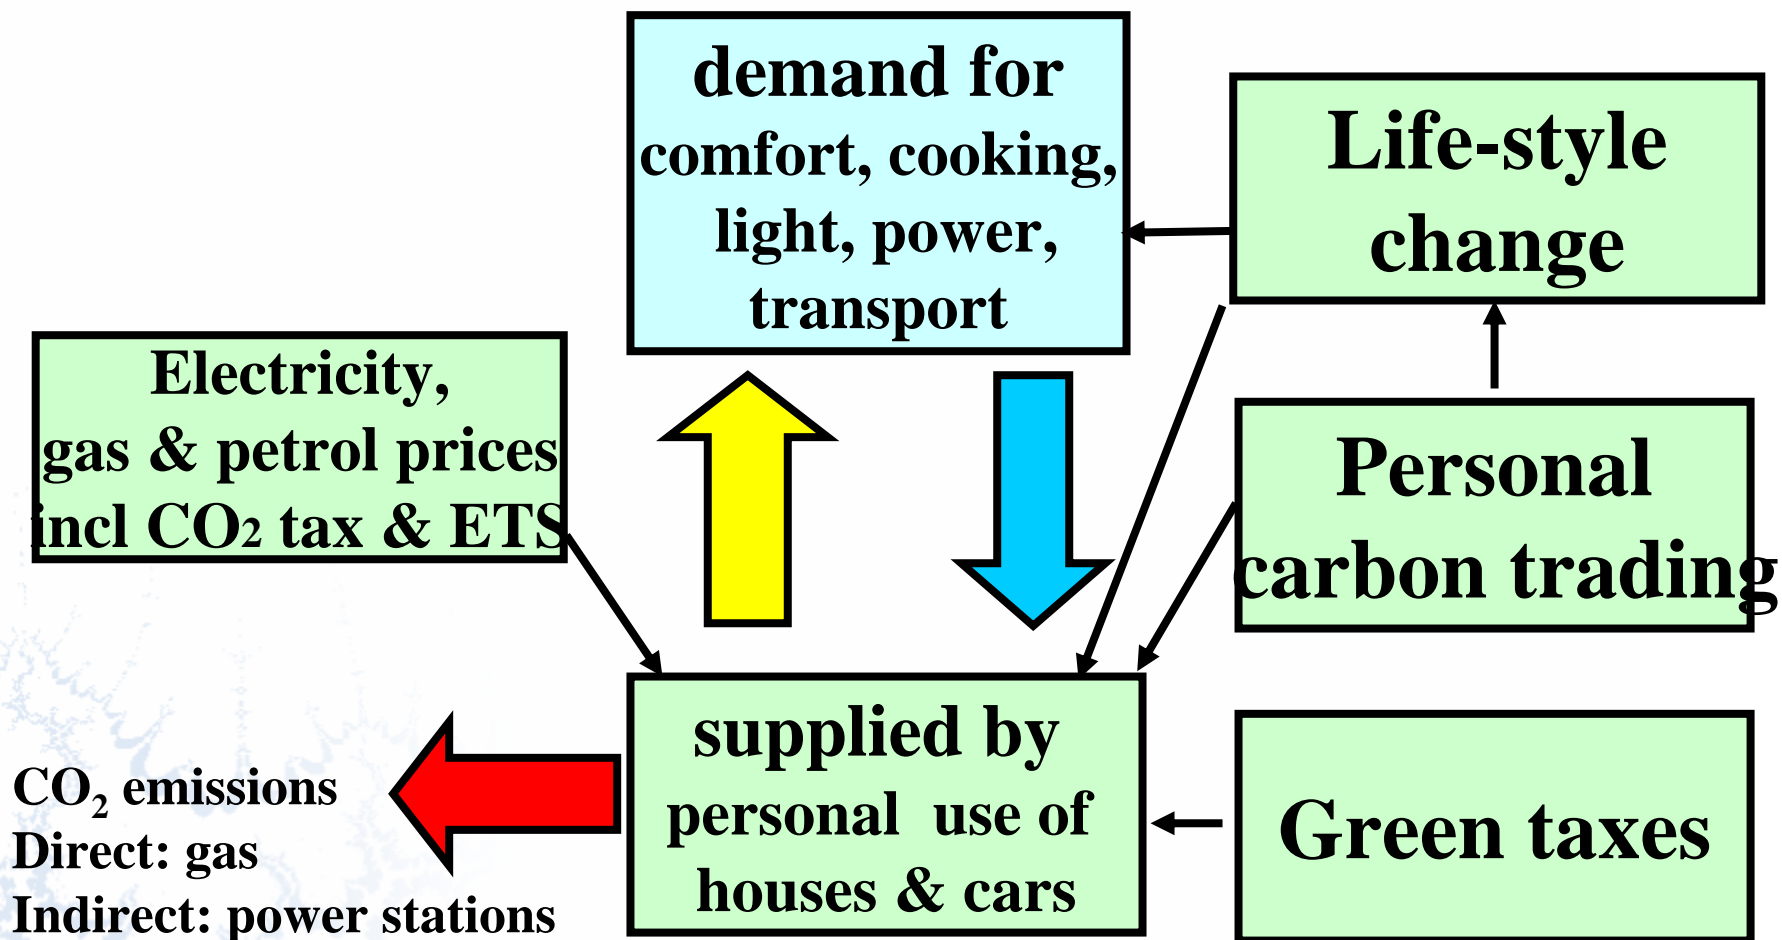 demand for
comfort, cooking,
light, power,
transport
Life-style
change
Electricity,
gas & petrol prices
incl CO2 tax & ETS
Personal
carbon trading
supplied by
personal use of
houses & cars
Green taxes
CO₂ emissions
Direct: gas
Indirect: power stations